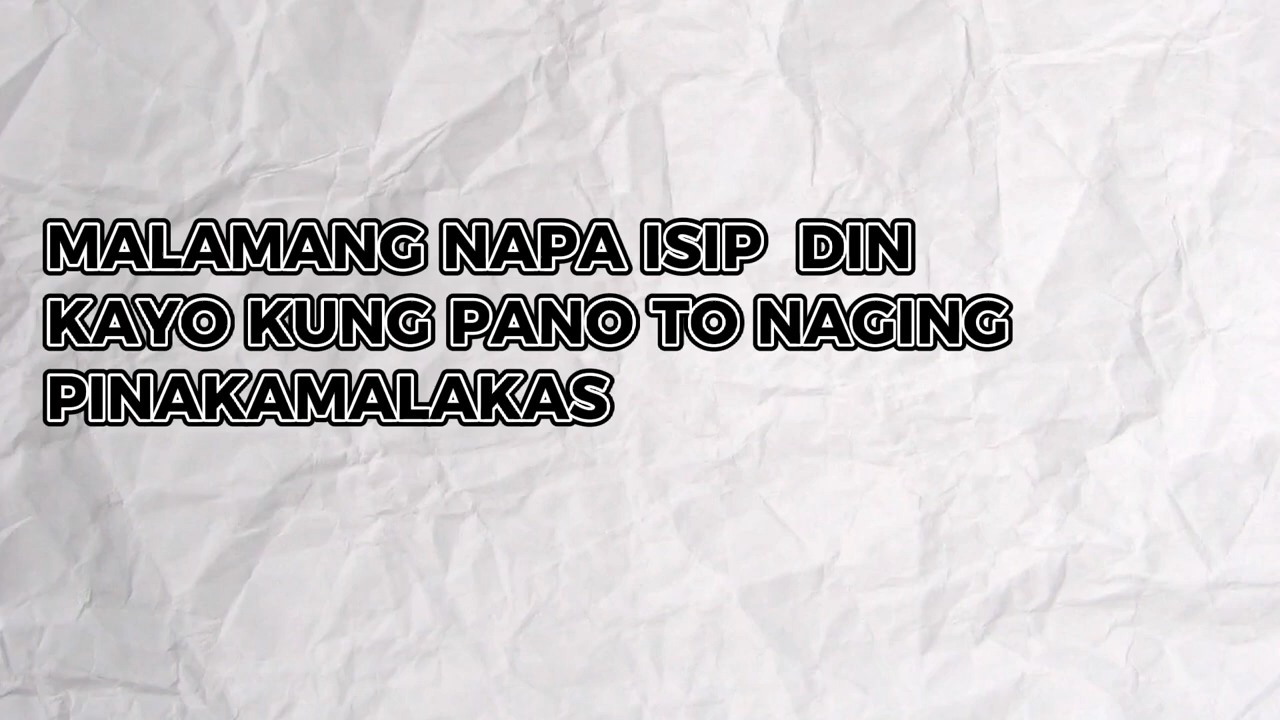 MALAMANG NAPA ISIP  DIN
KAYO KUNG PANO TO NAGING
PINAKAMALAKAS